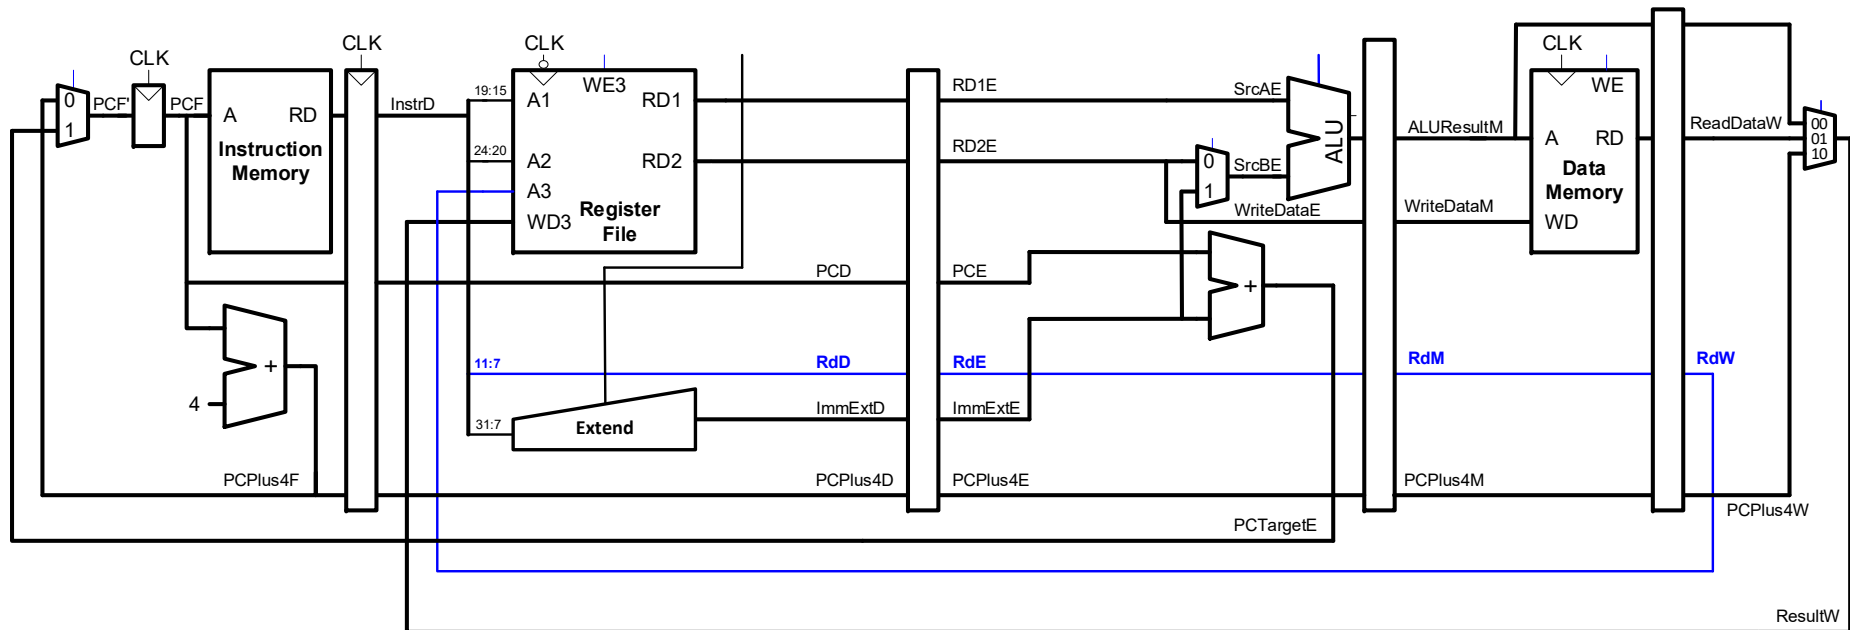 CLK
CLK
CLK
CLK
0
1
PCF'
PCF
A
RD
Instruction
Memory
InstrD
19:15
A1
WE3
RD1
24:20
A2
RD2
A3
WD3
Register
File
RD1E
SrcAE
RD2E
0
1
SrcBE
ALU
WriteDataE
ALUResultM
WriteDataM
WE
A
RD
Data
Memory
WD
ReadDataW
00
01
10
PCD
PCE
+
+
4
11:7
RdD
RdE
RdM
RdW
31:7
Extend
ImmExtD
ImmExtE
PCPlus4F
PCPlus4D
PCPlus4E
PCPlus4M
PCPlus4W
PCTargetE
ResultW